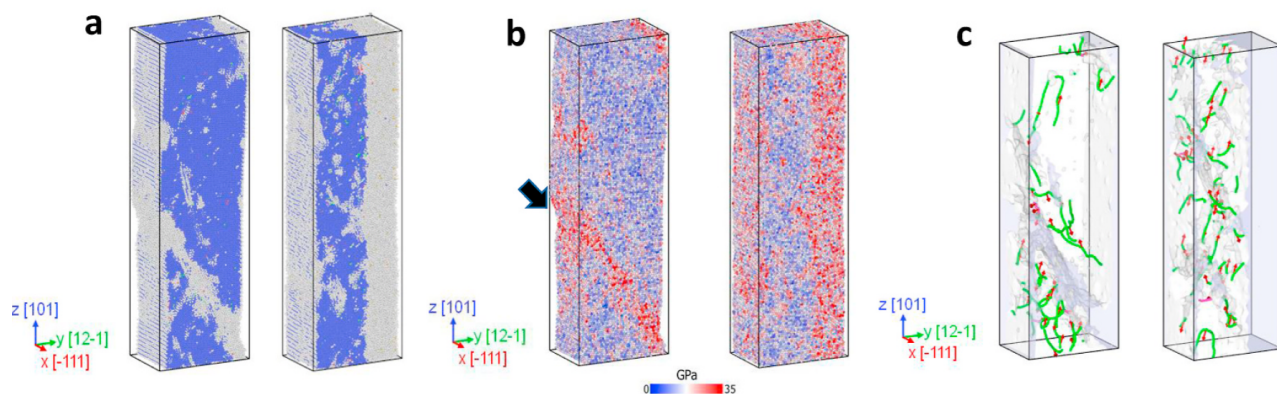 a
b
c
z [101]
y [12-1]
x [-111]
z [101]
y [12-1]
x [-111]
z [101]
y [12-1]
x [-111]
GPa
0 35